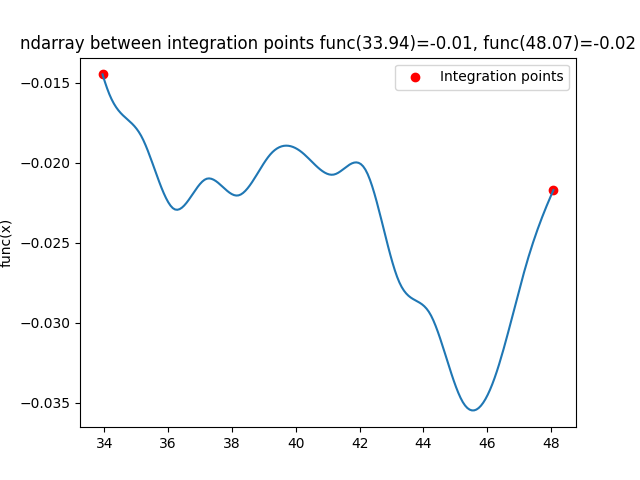 ndarray between integration points func(33.94)=-0.01, func(48.07)=-0.02
Integration points
func(x)
−0.015
−0.020
−0.025
−0.030
−0.035
34 36 38 40 42 44 46 48